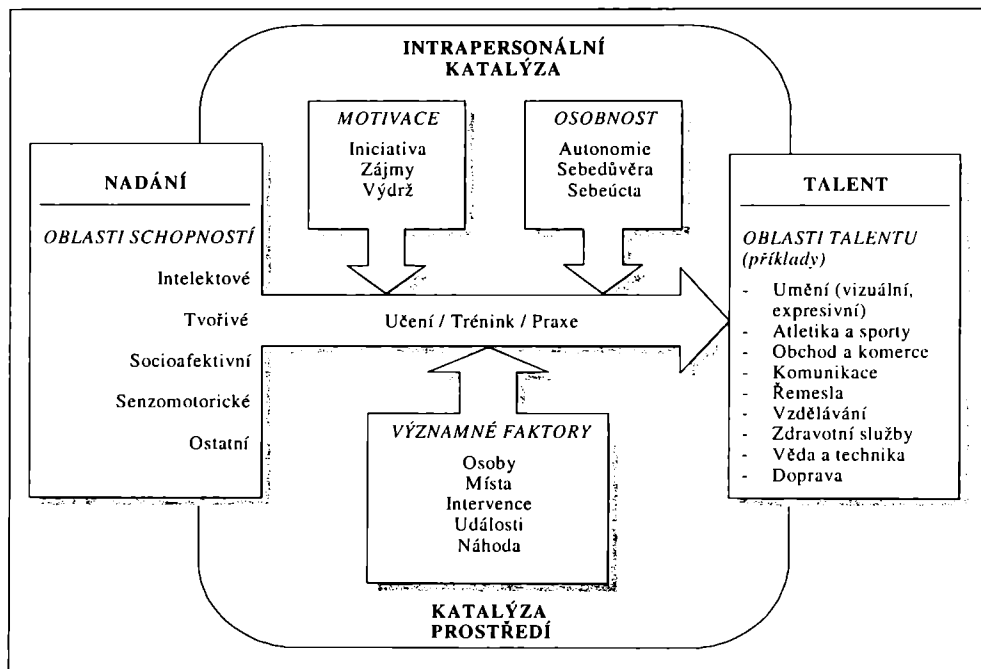 INTRAPERSONÁLNÍ
KATALÝZA
MOTIVACE
Iniciativa
Zájmy
Výdrž
OSOBNOST
Autonomie
Sebedůvěra
Sebeúcta
NADÁNÍ
OBLASTI SCHOPNOSTÍ
Intelektové
Tvořivé
Socioafektivní
Senzomotorické
Ostatní
Učení / Trénink / Praxe
TALENT
OBLASTI TALENTU
(příklady)
- Umění (vizuální,
expresivní)
- Atletika a sporty
- Obchod a komerce
- Komunikace
- Řemesla
- Vzdělávání
- Zdravotní služby
- Věda a technika
- Doprava
VÝZNAMNÉ FAKTORY
Osoby
Místa
Intervence
Události
Náhoda
KATALÝZA
PROSTŘEDÍ